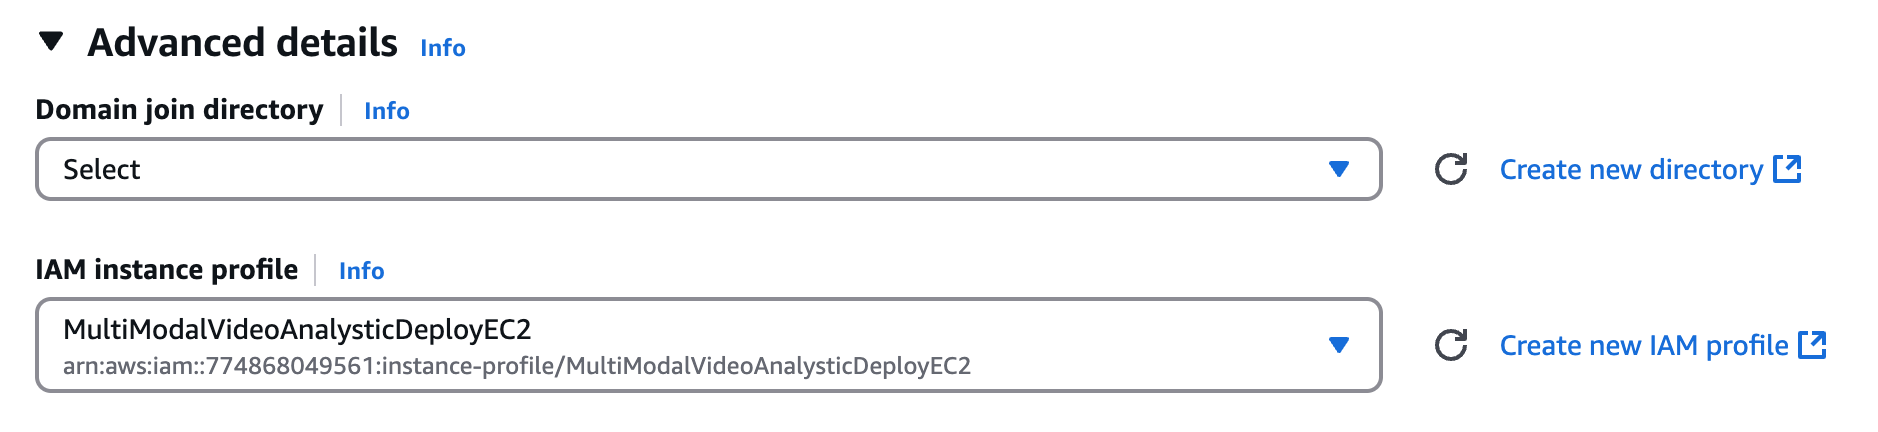 Advanced details Info
Domain join directory Info
Select
Create new directory
IAM instance profile Info
MultiModalVideoAnalysticDeployEC2
arn:aws:iam::774868049561:instance-profile/MultiModalVideoAnalysticDeployEC2
Create new IAM profile